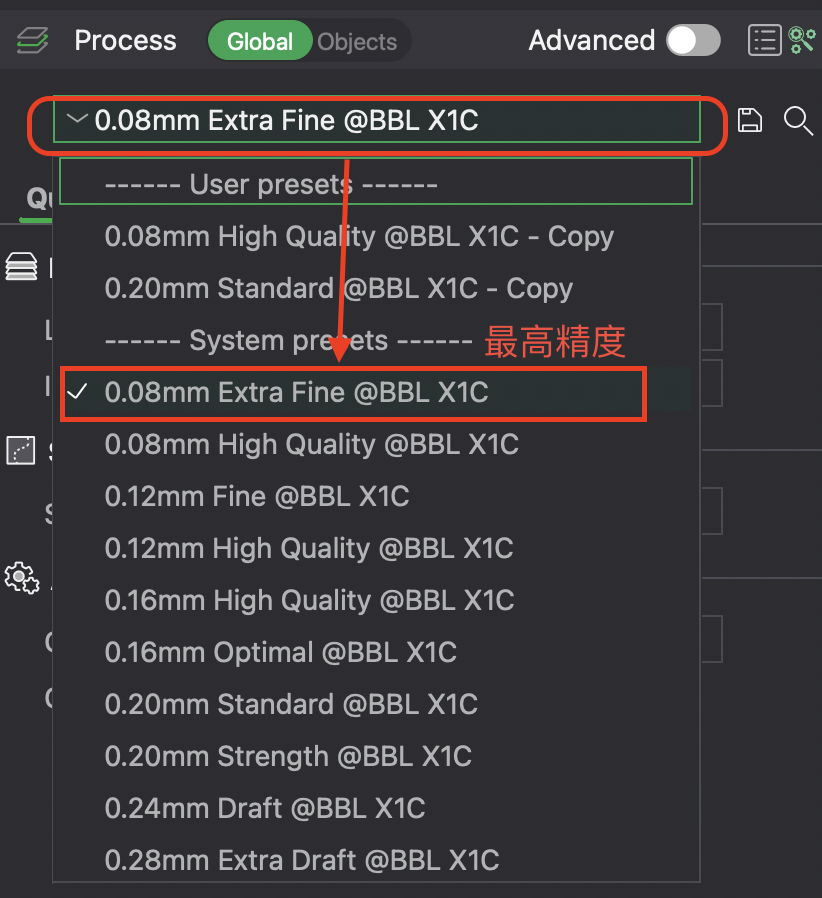 Process Global Objects Advanced
0.08mm Extra Fine @BBL X1C
------ User presets ------
0.08mm High Quality @BBL X1C - Copy
0.20mm Standard @BBL X1C - Copy
------ System presets ------ 最高精度
0.08mm Extra Fine @BBL X1C
0.08mm High Quality @BBL X1C
0.12mm Fine @BBL X1C
0.12mm High Quality @BBL X1C
0.16mm High Quality @BBL X1C
0.16mm Optimal @BBL X1C
0.20mm Standard @BBL X1C
0.20mm Strength @BBL X1C
0.24mm Draft @BBL X1C
0.28mm Extra Draft @BBL X1C